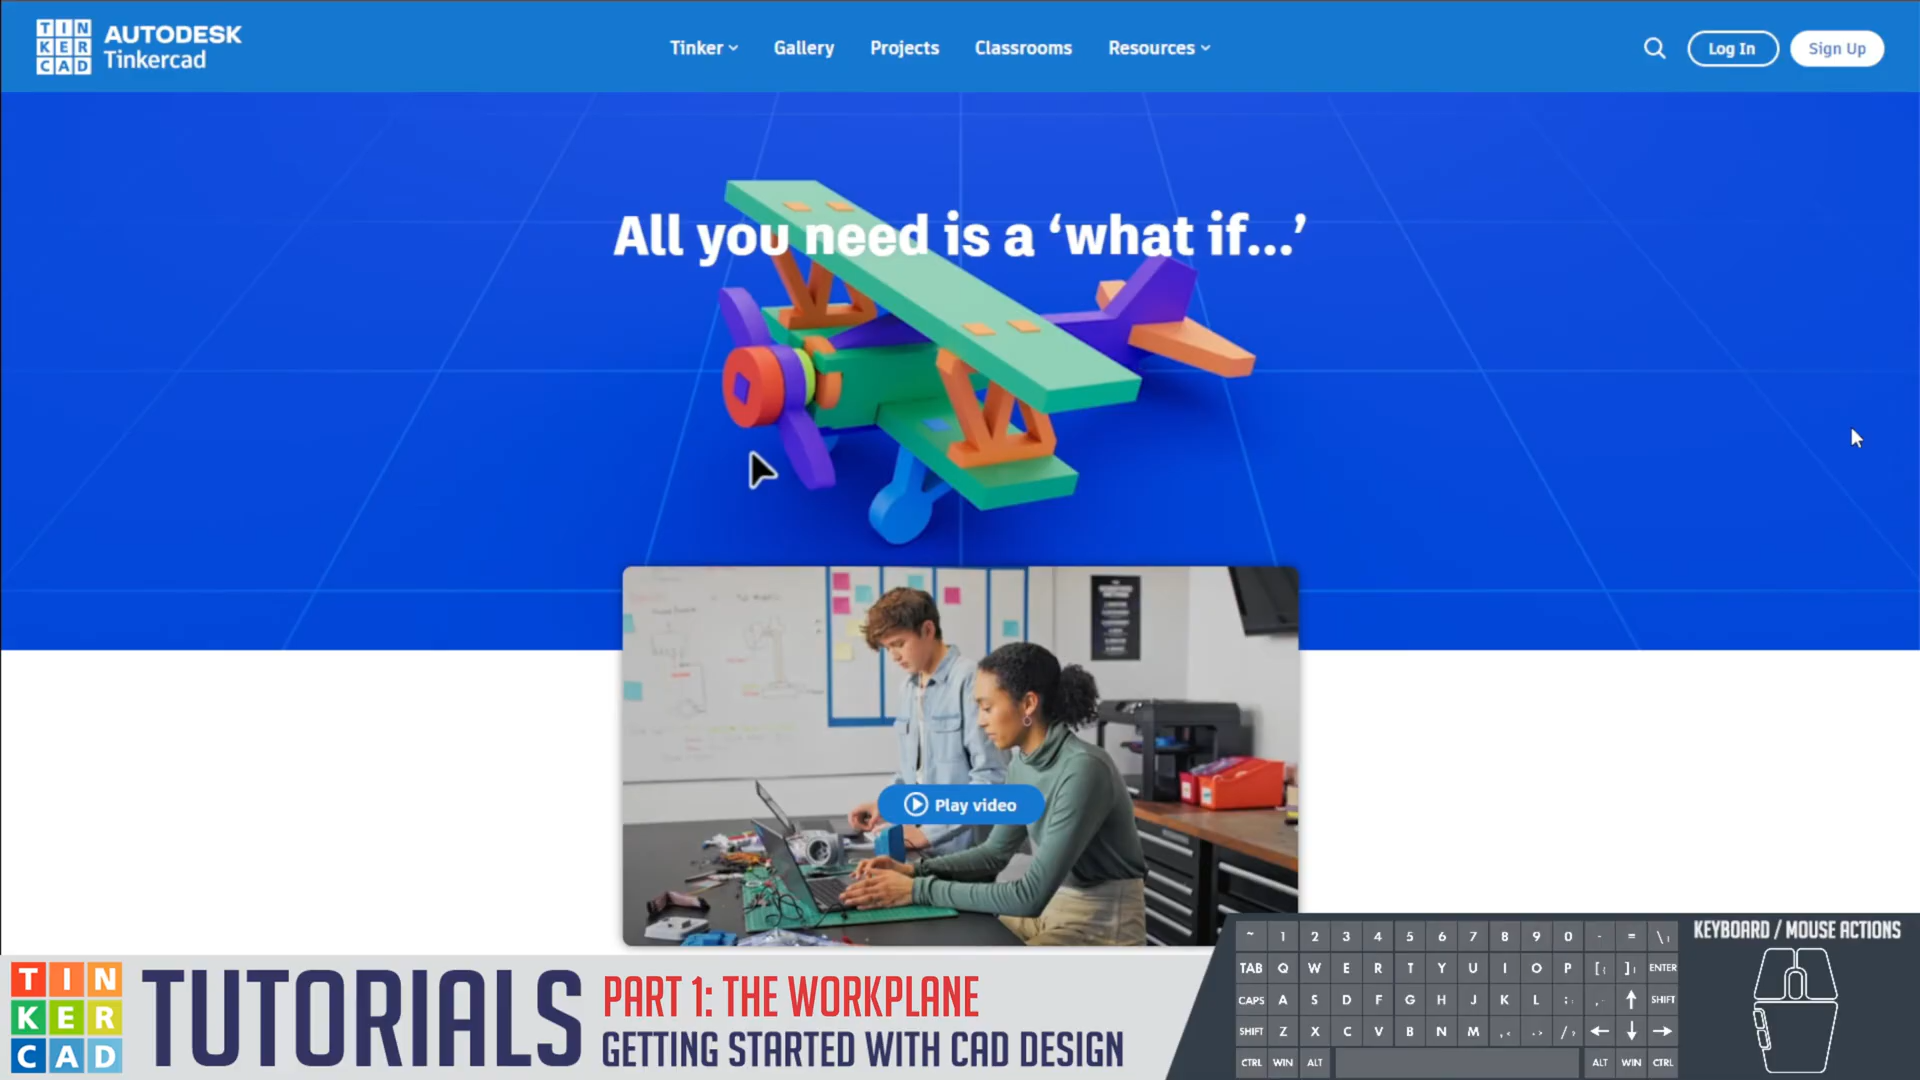 TIN
KER
CAD
AUTODESK
Tinkercad
Tinker
Gallery
Projects
Classrooms
Resources
Log In
Sign Up
All you need is a ‘what if...’
Play video
TIN
KER
CAD
TUTORIALS
PART 1: THE WORKPLANE
GETTING STARTED WITH CAD DESIGN
KEYBOARD / MOUSE ACTIONS
~ 1 2 3 4 5 6 7 8 9 0 - = \
TAB Q W E R T Y U I O P [ ] ENTER
CAPS A S D F G H J K L ; SHIFT
SHIFT Z X C V B N M , . / ?
CTRL WIN ALT ALT WIN CTRL